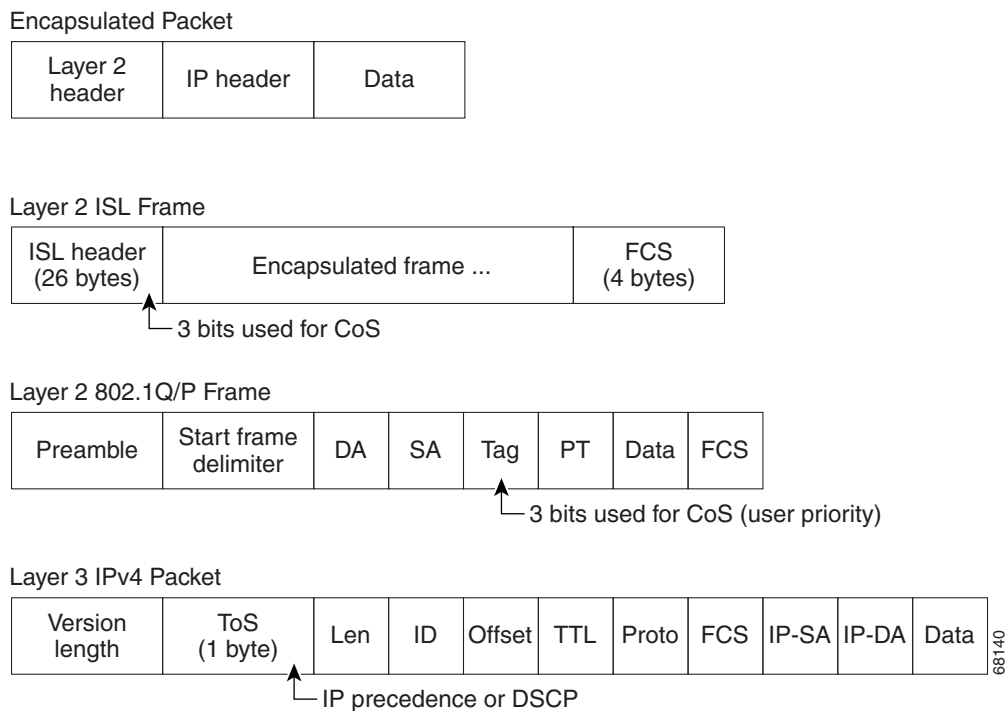 Encapsulated Packet
Layer 2
header
IP header
Data
Layer 2 ISL Frame
ISL header
(26 bytes)
Encapsulated frame ...
FCS
(4 bytes)
3 bits used for CoS
Layer 2 802.1Q/P Frame
Preamble
Start frame
delimiter
DA
SA
Tag
PT
Data
FCS
3 bits used for CoS (user priority)
Layer 3 IPv4 Packet
Version
length
ToS
(1 byte)
Len
ID
Offset
TTL
Proto
FCS
IP-SA
IP-DA
Data
68140
IP precedence or DSCP